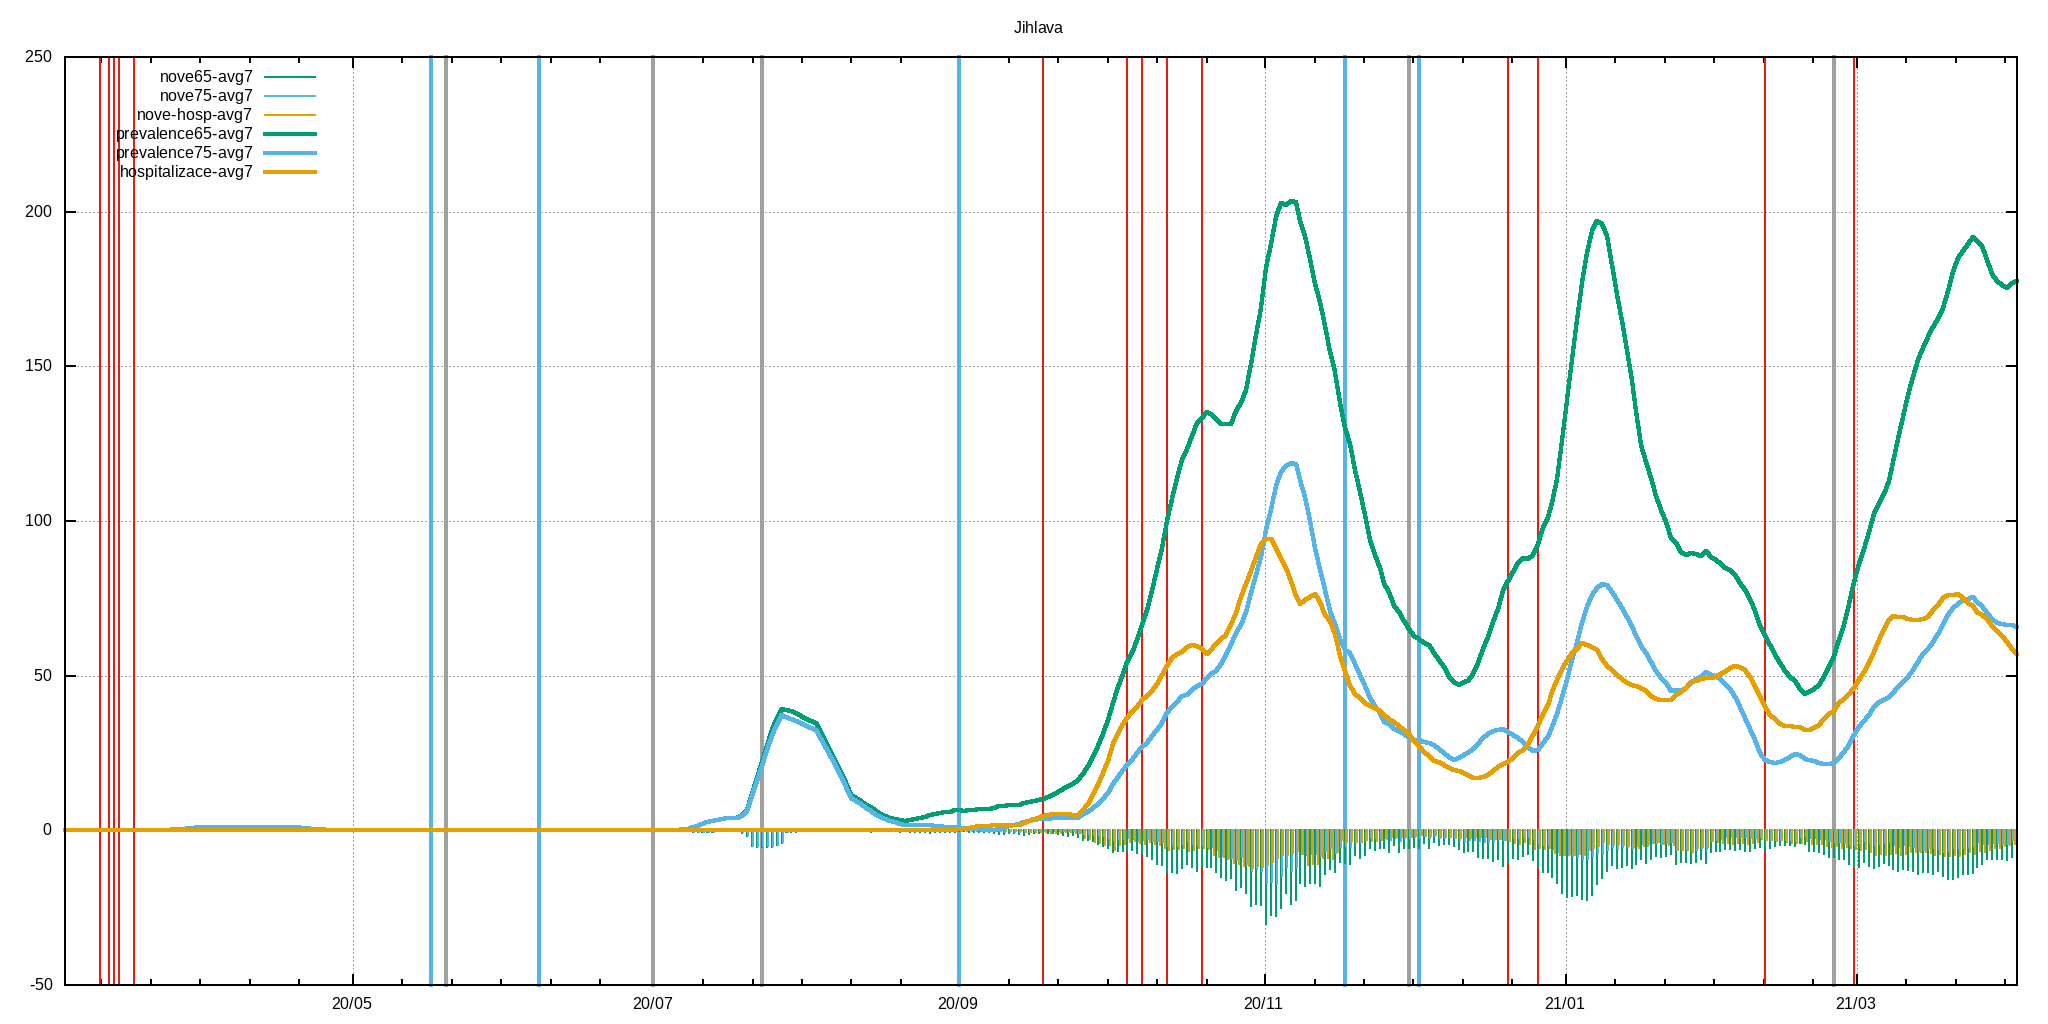 Jihlava
250
200
150
100
50
0
-50
nove65-avg7
nove75-avg7
nove-hosp-avg7
prevalence65-avg7
prevalence75-avg7
hospitalizace-avg7
20/05 20/07 20/09 20/11 21/01 21/03